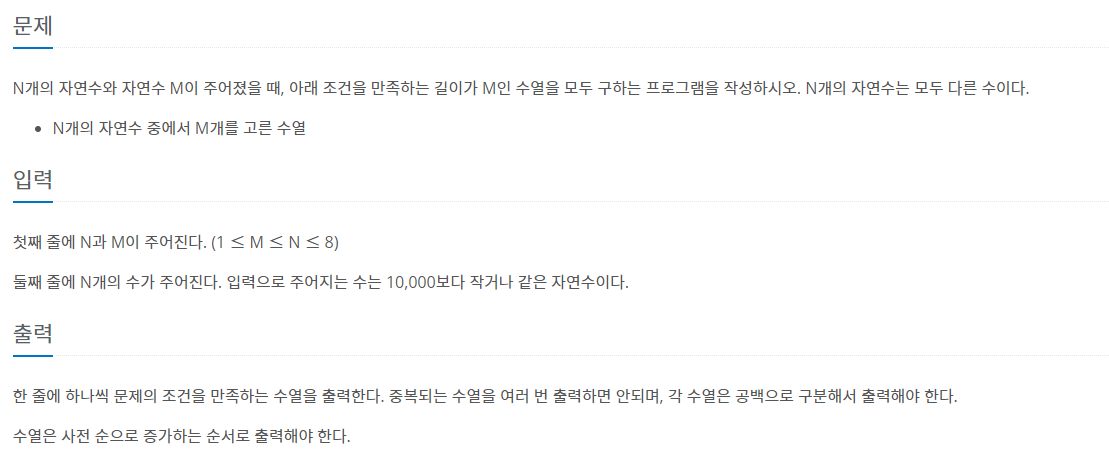 문제
N개의 자연수와 자연수 M이 주어졌을 때, 아래 조건을 만족하는 길이가 M인 수열을 모두 구하는 프로그램을 작성하시오. N개의 자연수는 모두 다른 수이다.
• N개의 자연수 중에서 M개를 고른 수열
입력
첫째 줄에 N과 M이 주어진다. (1 ≤ M ≤ N ≤ 8)
둘째 줄에 N개의 수가 주어진다. 입력으로 주어지는 수는 10,000보다 작거나 같은 자연수이다.
출력
한 줄에 하나씩 문제의 조건을 만족하는 수열을 출력한다. 중복되는 수열을 여러 번 출력하면 안되며, 각 수열은 공백으로 구분해서 출력해야 한다.
수열은 사전 순으로 증가하는 순서로 출력해야 한다.